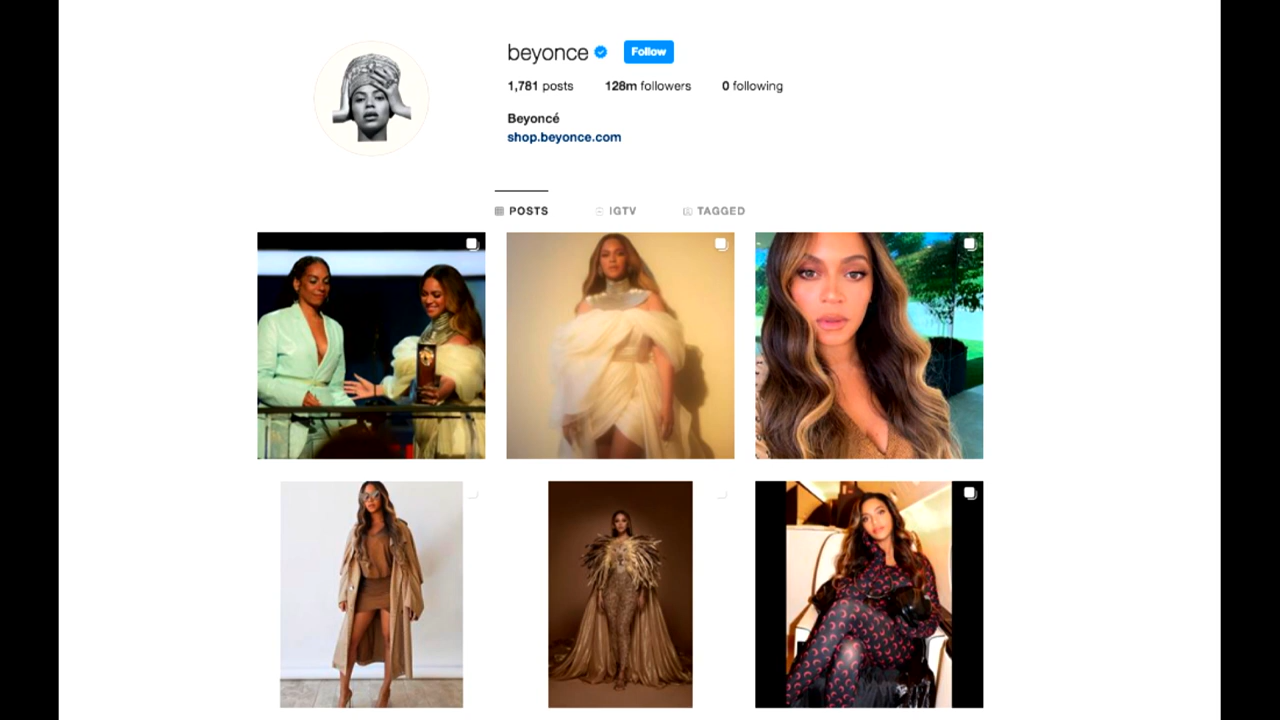 beyonce Follow
1,781 posts 128m followers 0 following
Beyoncé
shop.beyonce.com
POSTS IGTV TAGGED